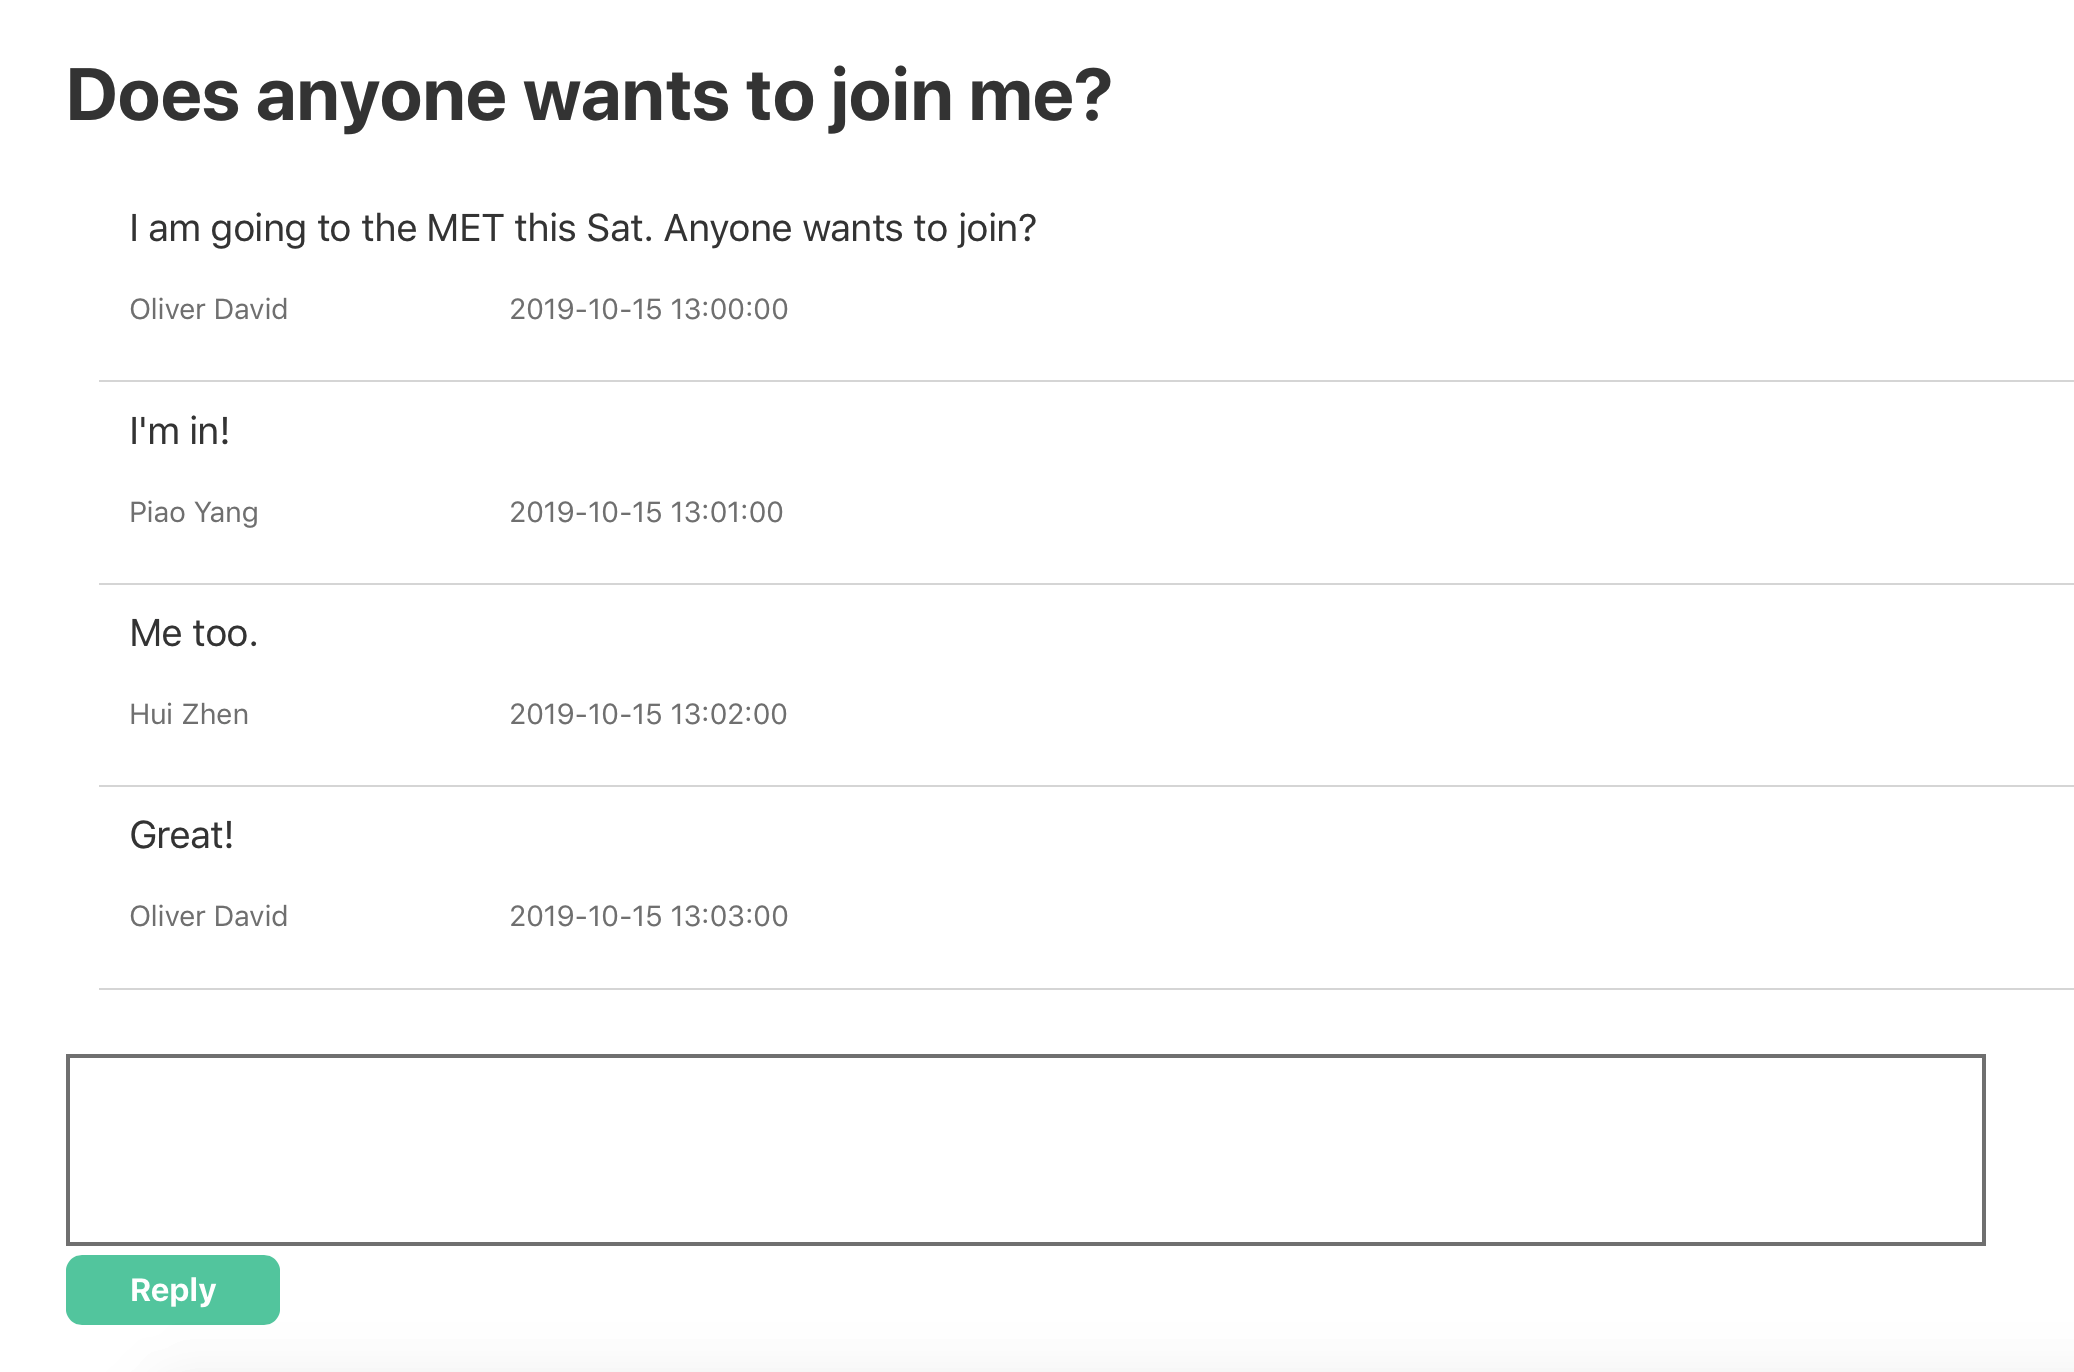 Does anyone wants to join me?
I am going to the MET this Sat. Anyone wants to join?
Oliver David 2019-10-15 13:00:00
I'm in!
Piao Yang 2019-10-15 13:01:00
Me too.
Hui Zhen 2019-10-15 13:02:00
Great!
Oliver David 2019-10-15 13:03:00
Reply